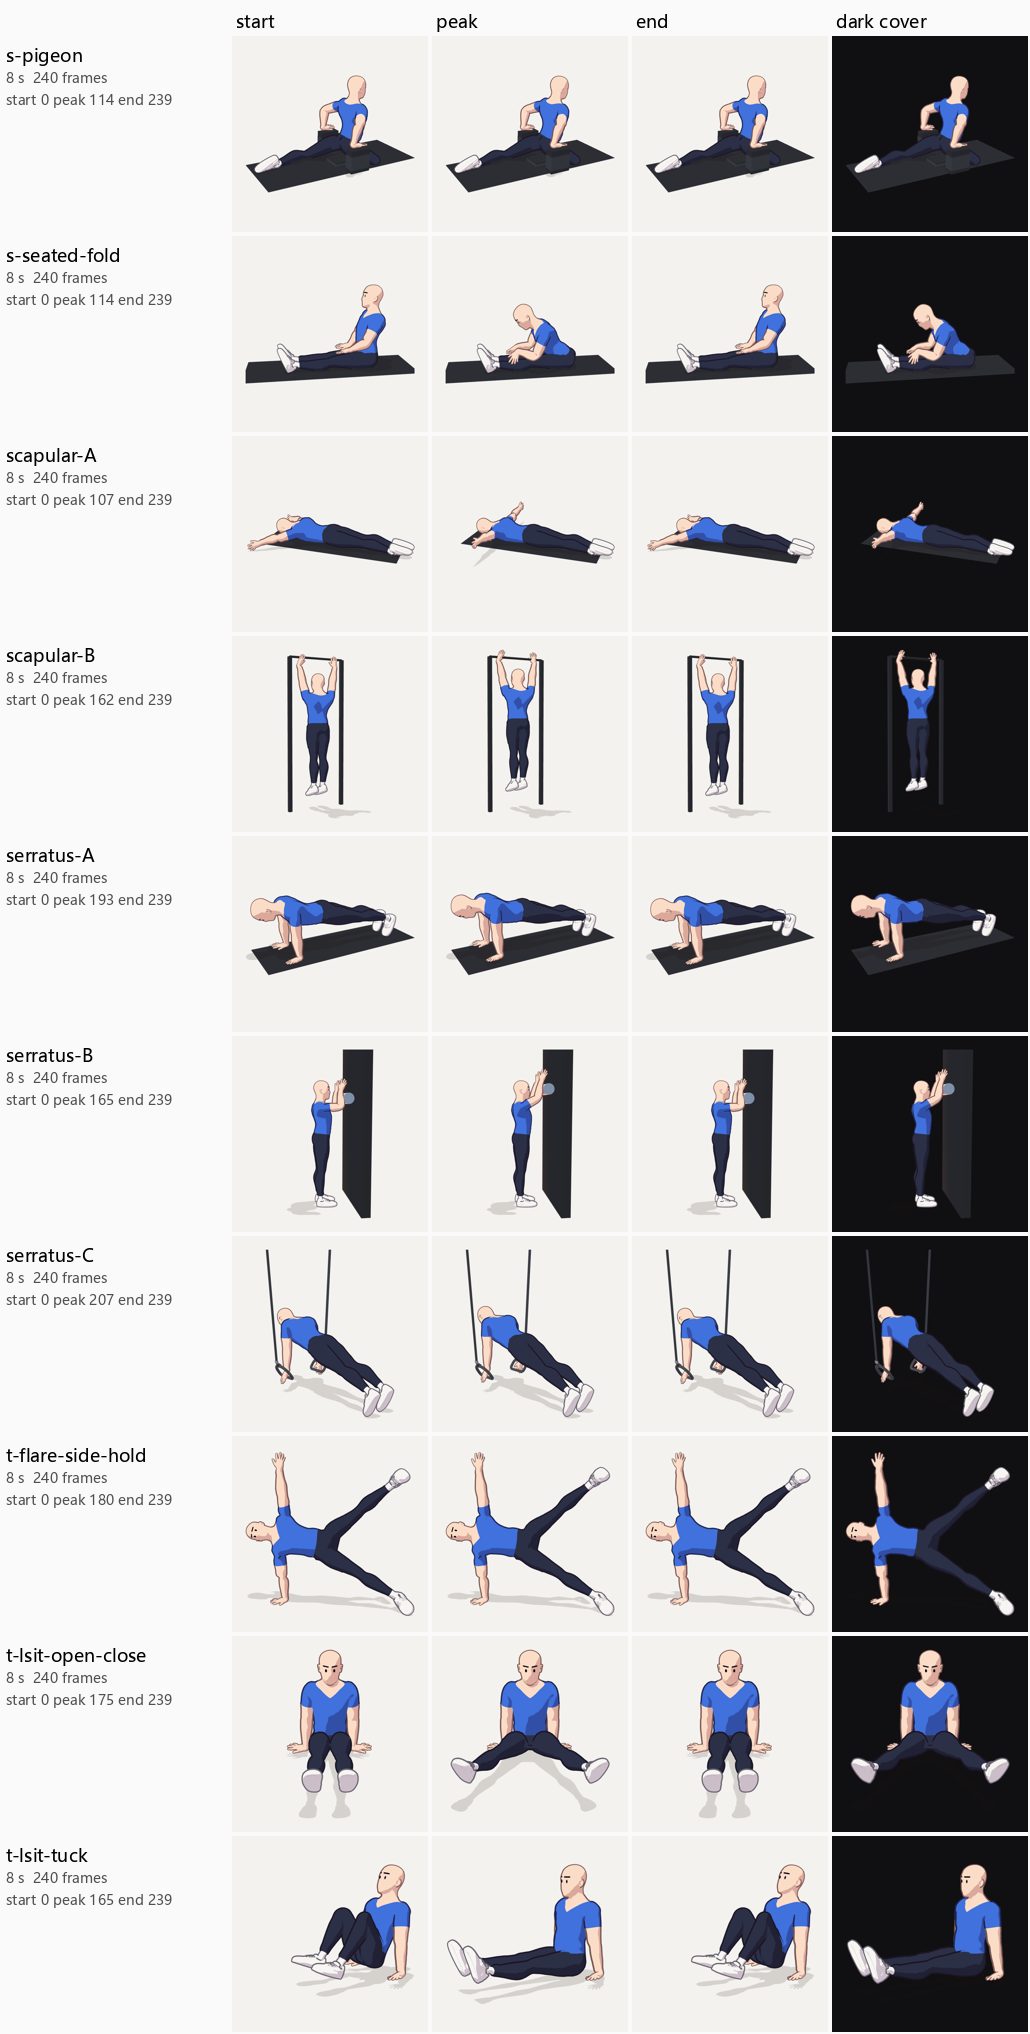 start peak end dark cover
s-pigeon
8 s 240 frames
start 0 peak 114 end 239
s-seated-fold
8 s 240 frames
start 0 peak 114 end 239
scapular-A
8 s 240 frames
start 0 peak 107 end 239
scapular-B
8 s 240 frames
start 0 peak 162 end 239
serratus-A
8 s 240 frames
start 0 peak 193 end 239
serratus-B
8 s 240 frames
start 0 peak 165 end 239
serratus-C
8 s 240 frames
start 0 peak 207 end 239
t-flare-side-hold
8 s 240 frames
start 0 peak 180 end 239
t-lsit-open-close
8 s 240 frames
start 0 peak 175 end 239
t-lsit-tuck
8 s 240 frames
start 0 peak 165 end 239